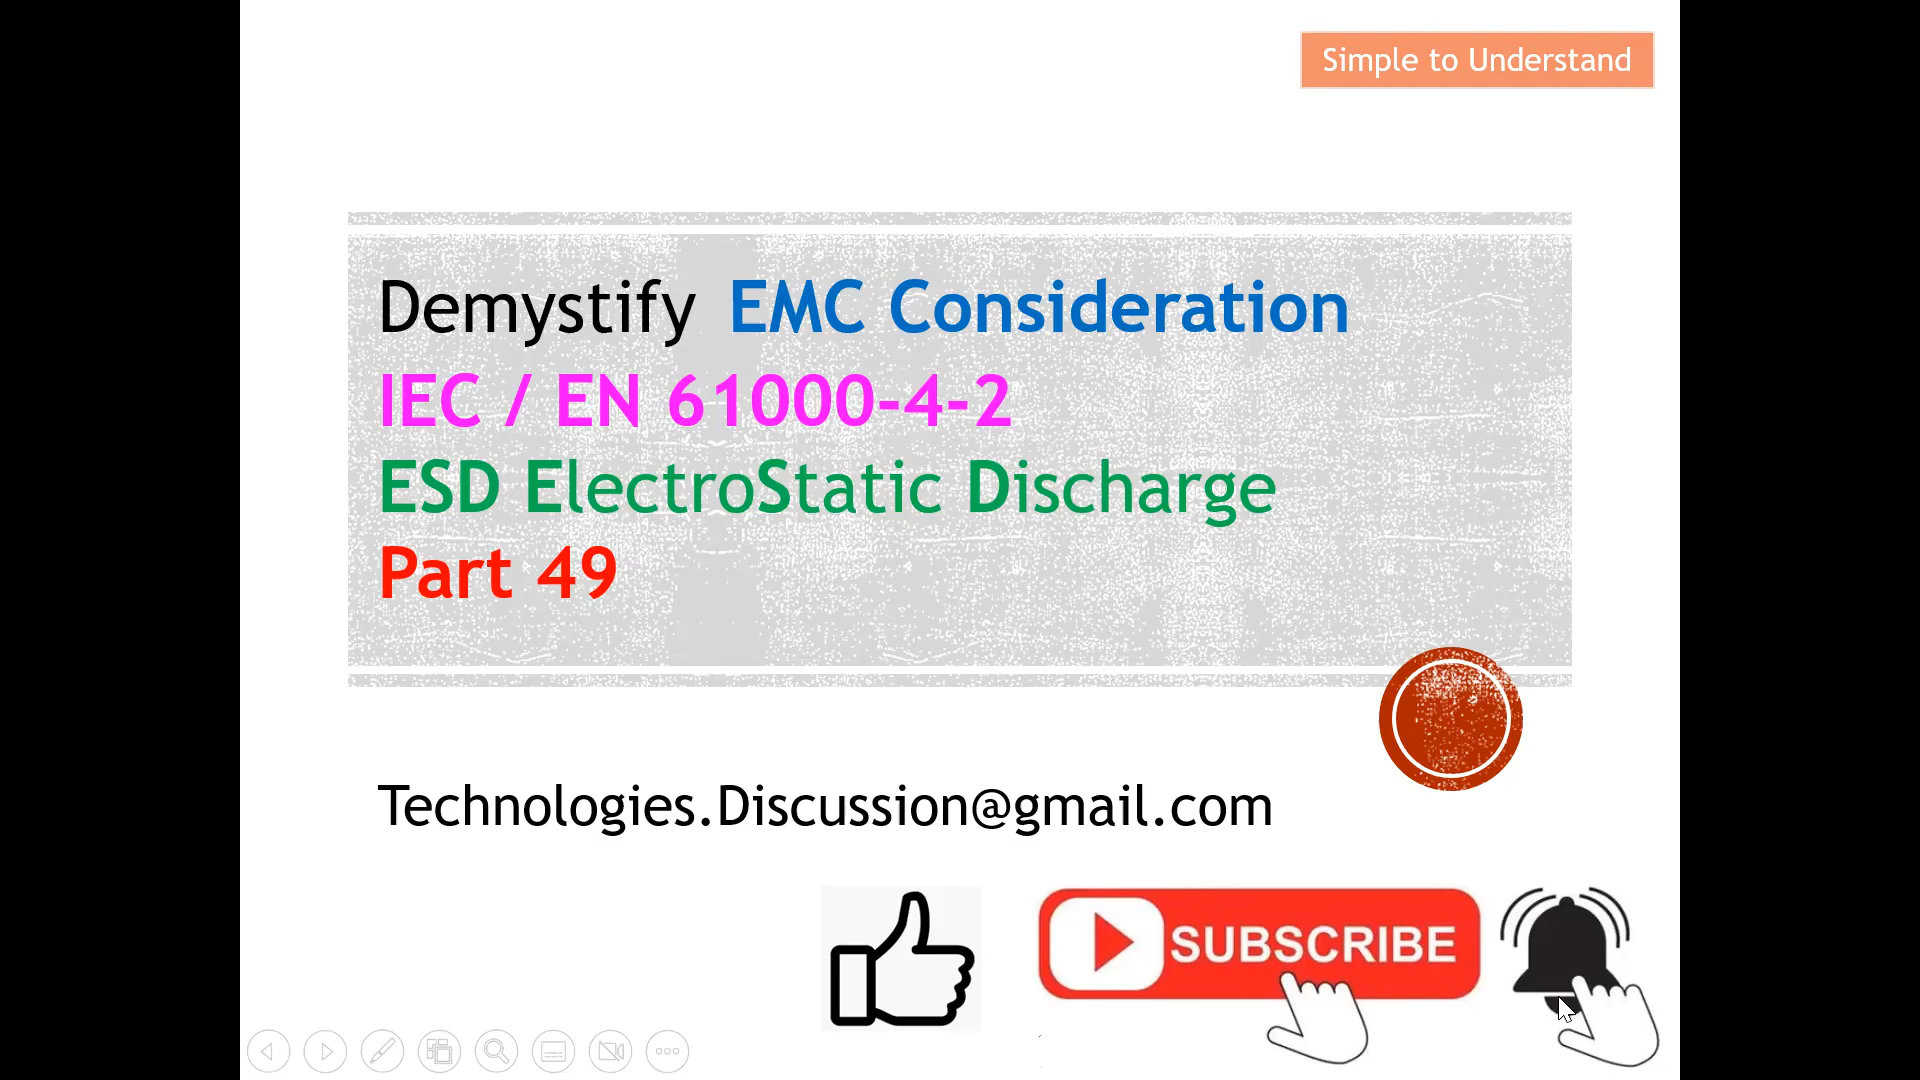 Simple to Understand
Demystify EMC Consideration
IEC / EN 61000-4-2
ESD ElectroStatic Discharge
Part 49
Technologies.Discussion@gmail.com
SUBSCRIBE